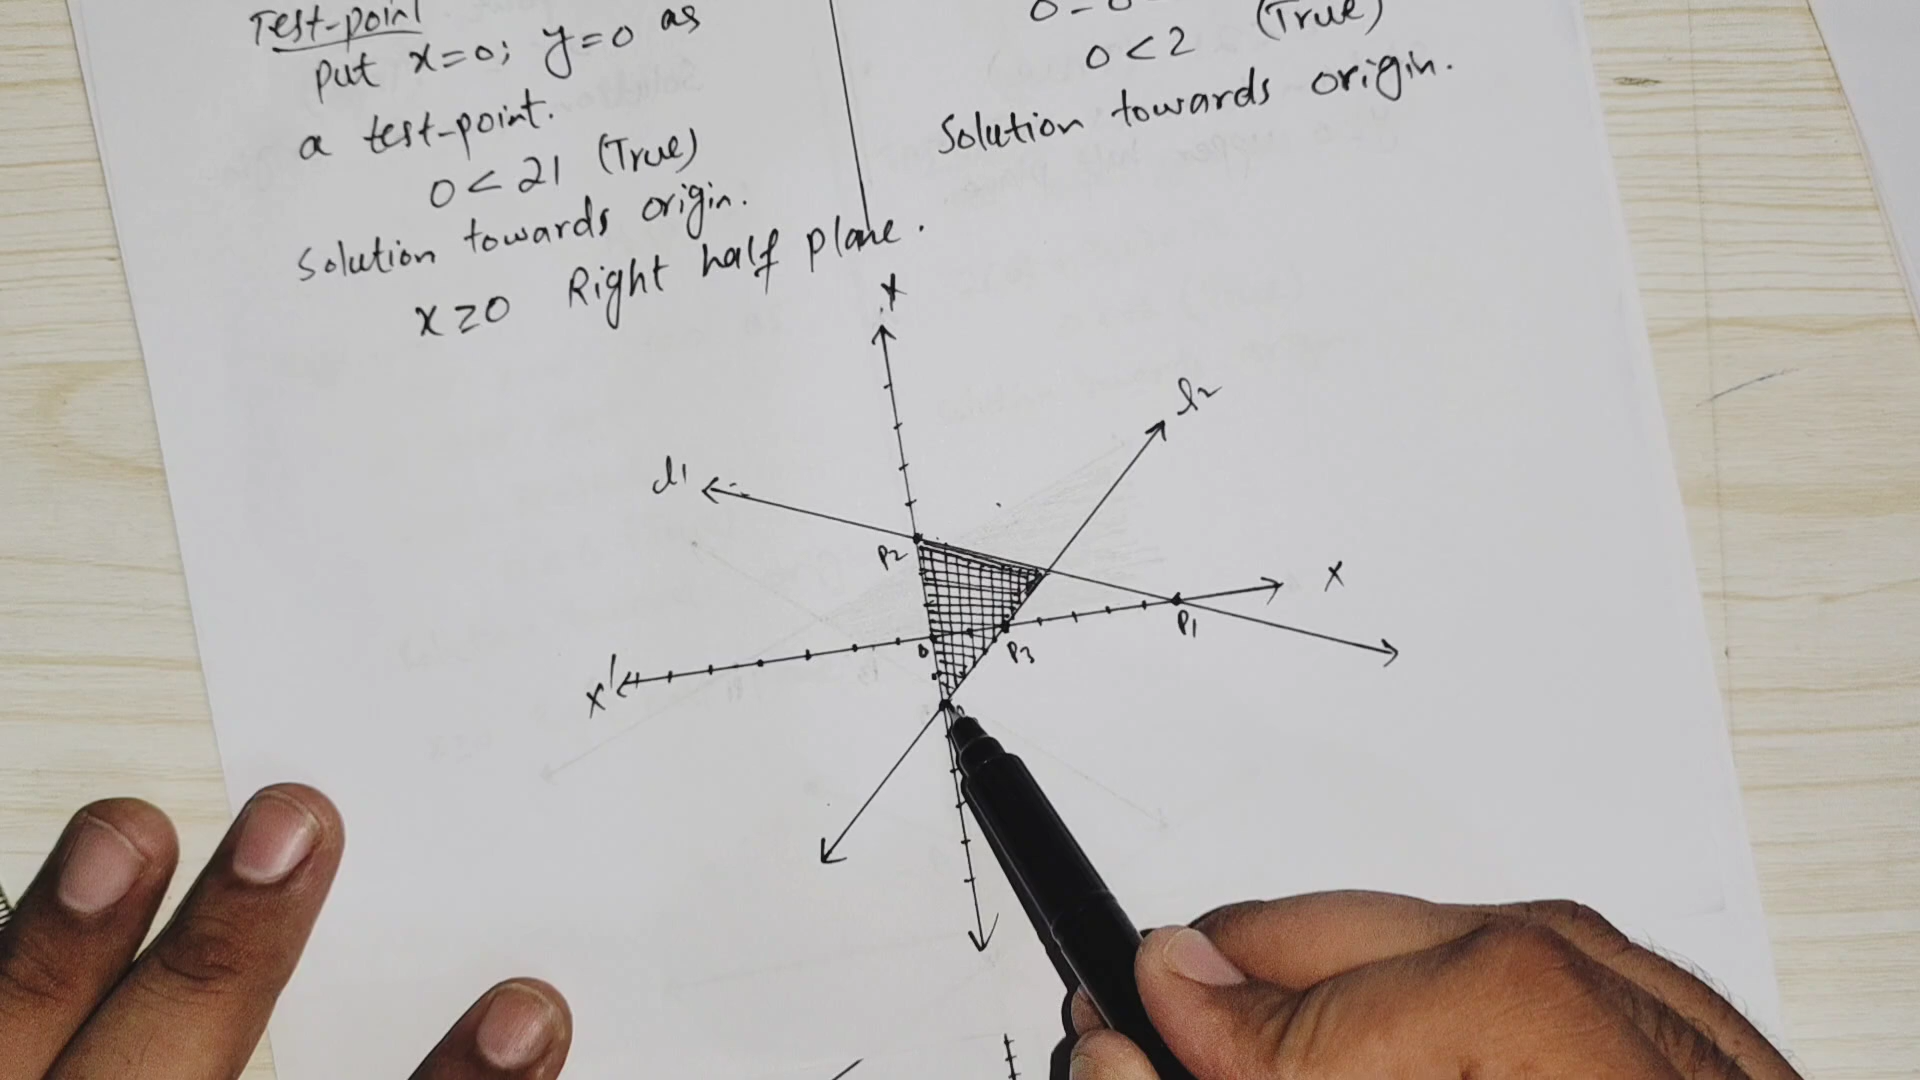 Test-point
put x=0; y=0 as
a test-point.
0<21 (True)
Solution towards origin.
x≥0 Right half plane.
0<2 (True)
Solution towards origin.
l1
l2
P2
x
x'
0
P3
P1